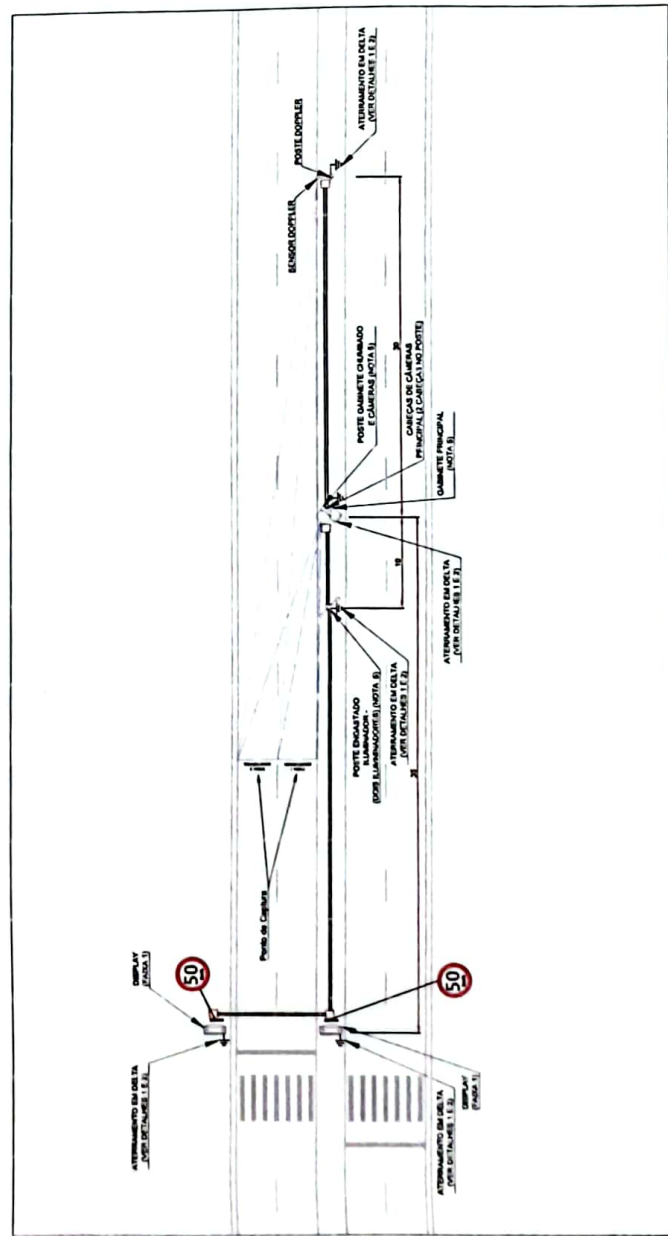 ATERRAMENTO EM DELTA
(VER DETALHES 1 E 2)
DISPLAY
(FAIXA 1)
50
Ponto de Captura
SENSOR DOPPLER
POSTE DOPPLER
ATERRAMENTO EM DELTA
(VER DETALHES 1 E 2)
POSTE GABINETE CHUMBADO
E CÂMERAS (NOTA 5)
CABEÇAS DE CÂMERAS
PRINCIPAL (2 CABEÇAS NO POSTE)
GABINETE PRINCIPAL
(NOTA 5)
30
10
ATERRAMENTO EM DELTA
(VER DETALHES 1 E 2)
POSTE ENGASTADO
ILUMINADOR -
(DOIS ILUMINADORES) (NOTA 5)
ATERRAMENTO EM DELTA
(VER DETALHES 1 E 2)
50
DISPLAY
(FAIXA 1)
ATERRAMENTO EM DELTA
(VER DETALHES 1 E 2)